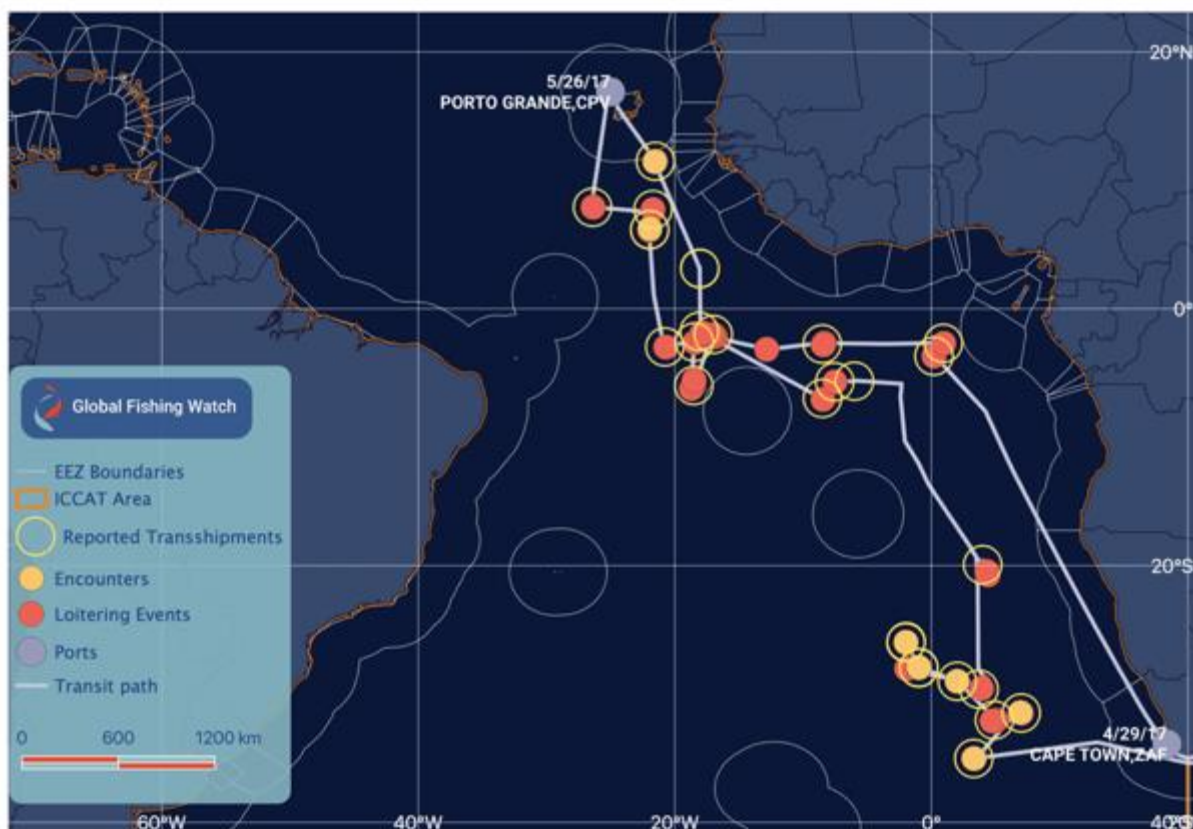 20°N
5/26/17
PORTO GRANDE,CPV
0°
Global Fishing Watch
EEZ Boundaries
ICCAT Area
Reported Transshipments
Encounters
Loitering Events
Ports
Transit path
0 600 1200 km
20°S
4/29/17
CAPE TOWN,ZAF
60°W 40°W 20°W 0°